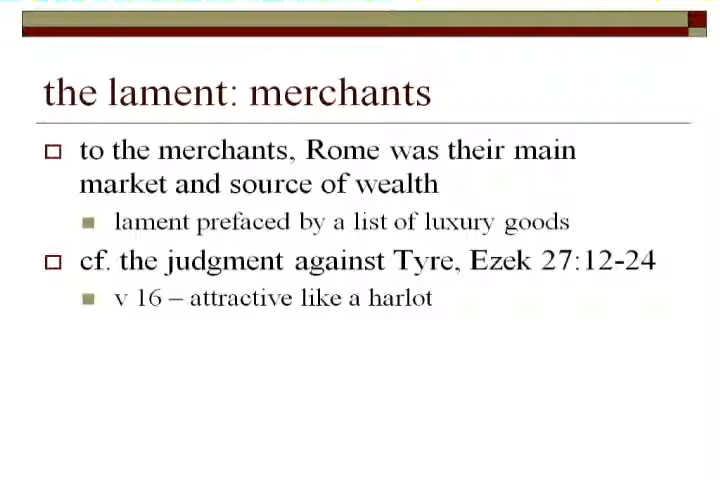 the lament: merchants
to the merchants, Rome was their main
market and source of wealth
lament prefaced by a list of luxury goods
cf. the judgment against Tyre, Ezek 27:12-24
v 16 – attractive like a harlot